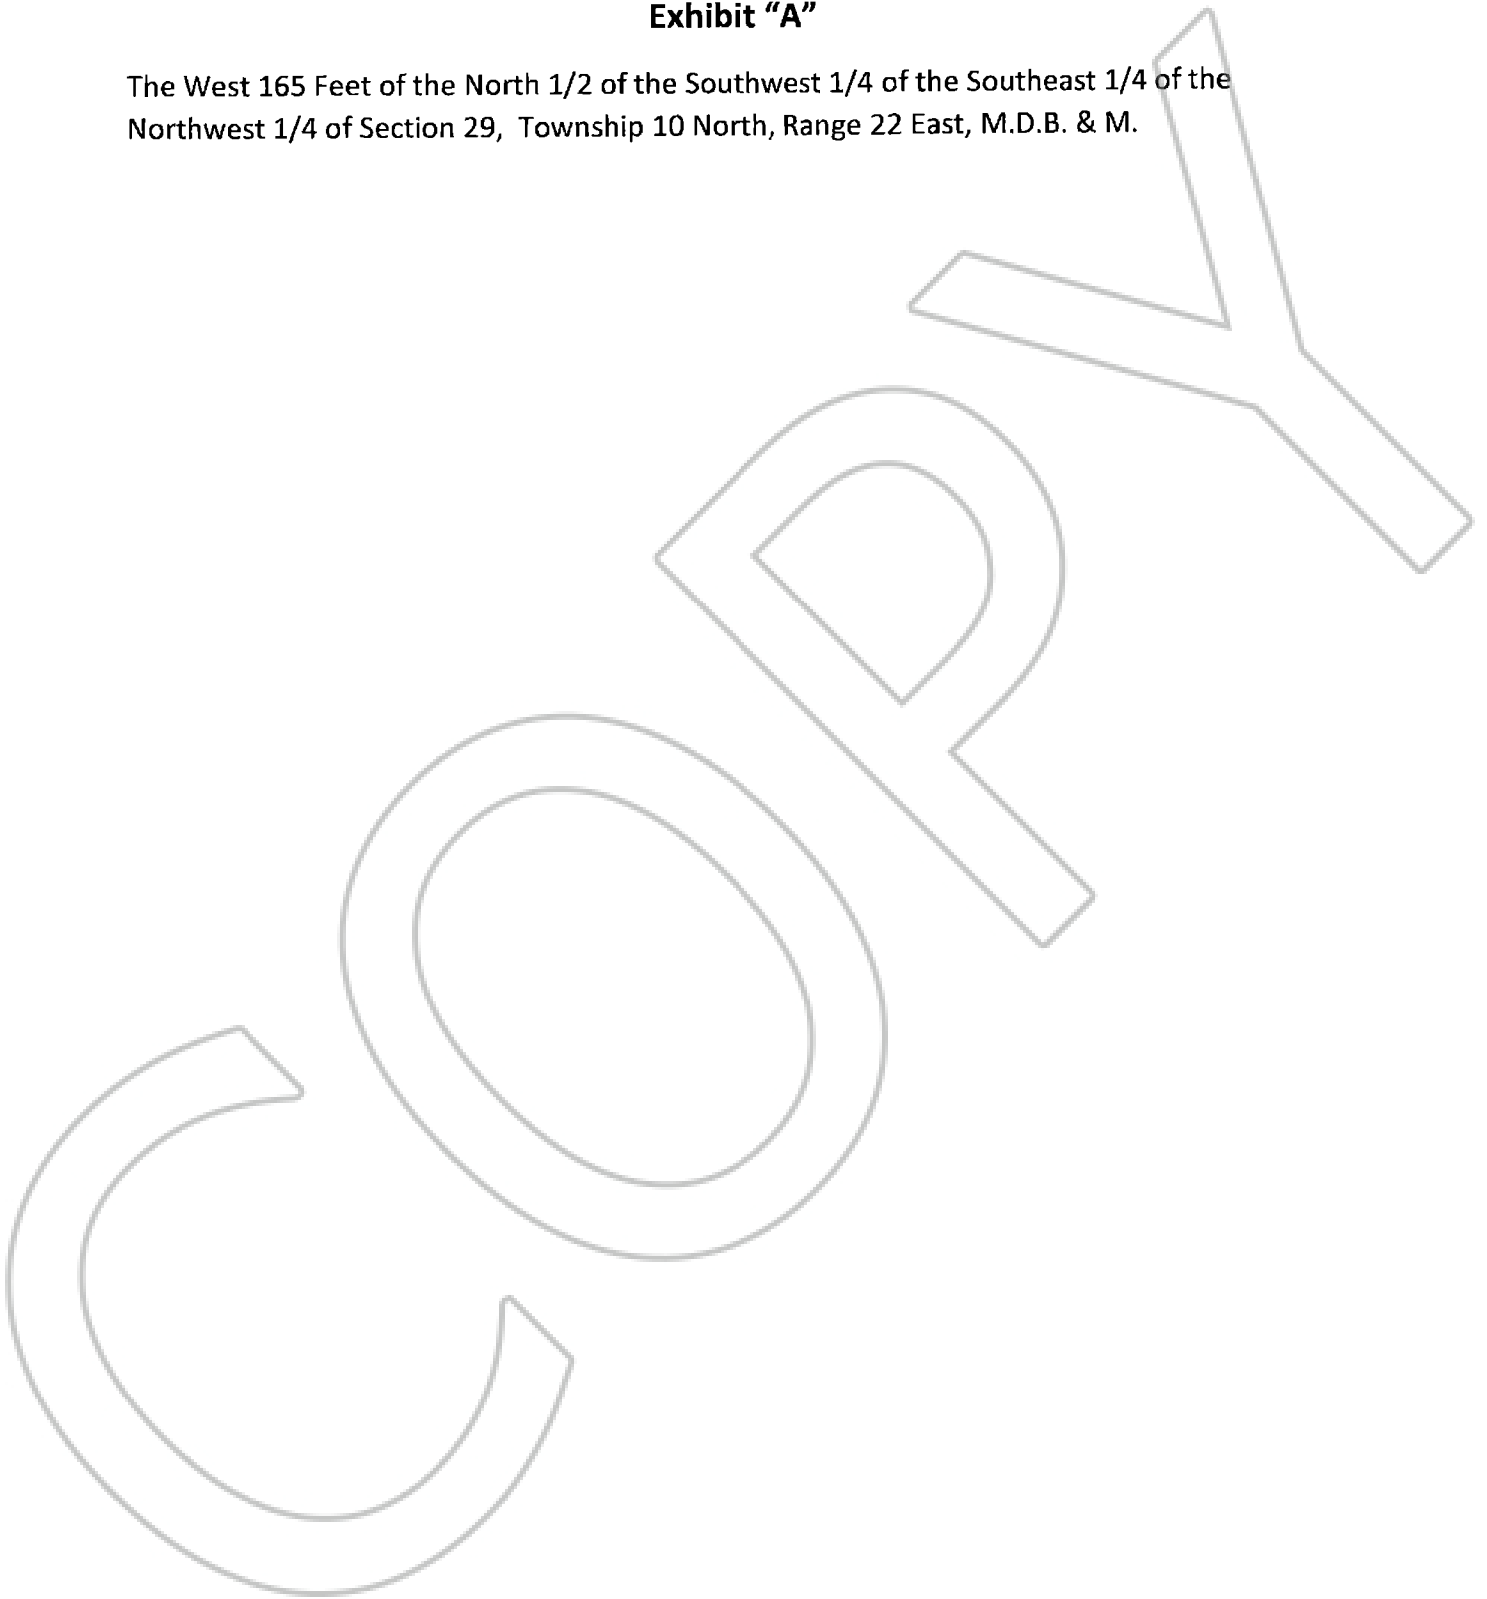 Exhibit “A”
The West 165 Feet of the North 1/2 of the Southwest 1/4 of the Southeast 1/4 of the
Northwest 1/4 of Section 29,  Township 10 North, Range 22 East, M.D.B. & M.
COPY